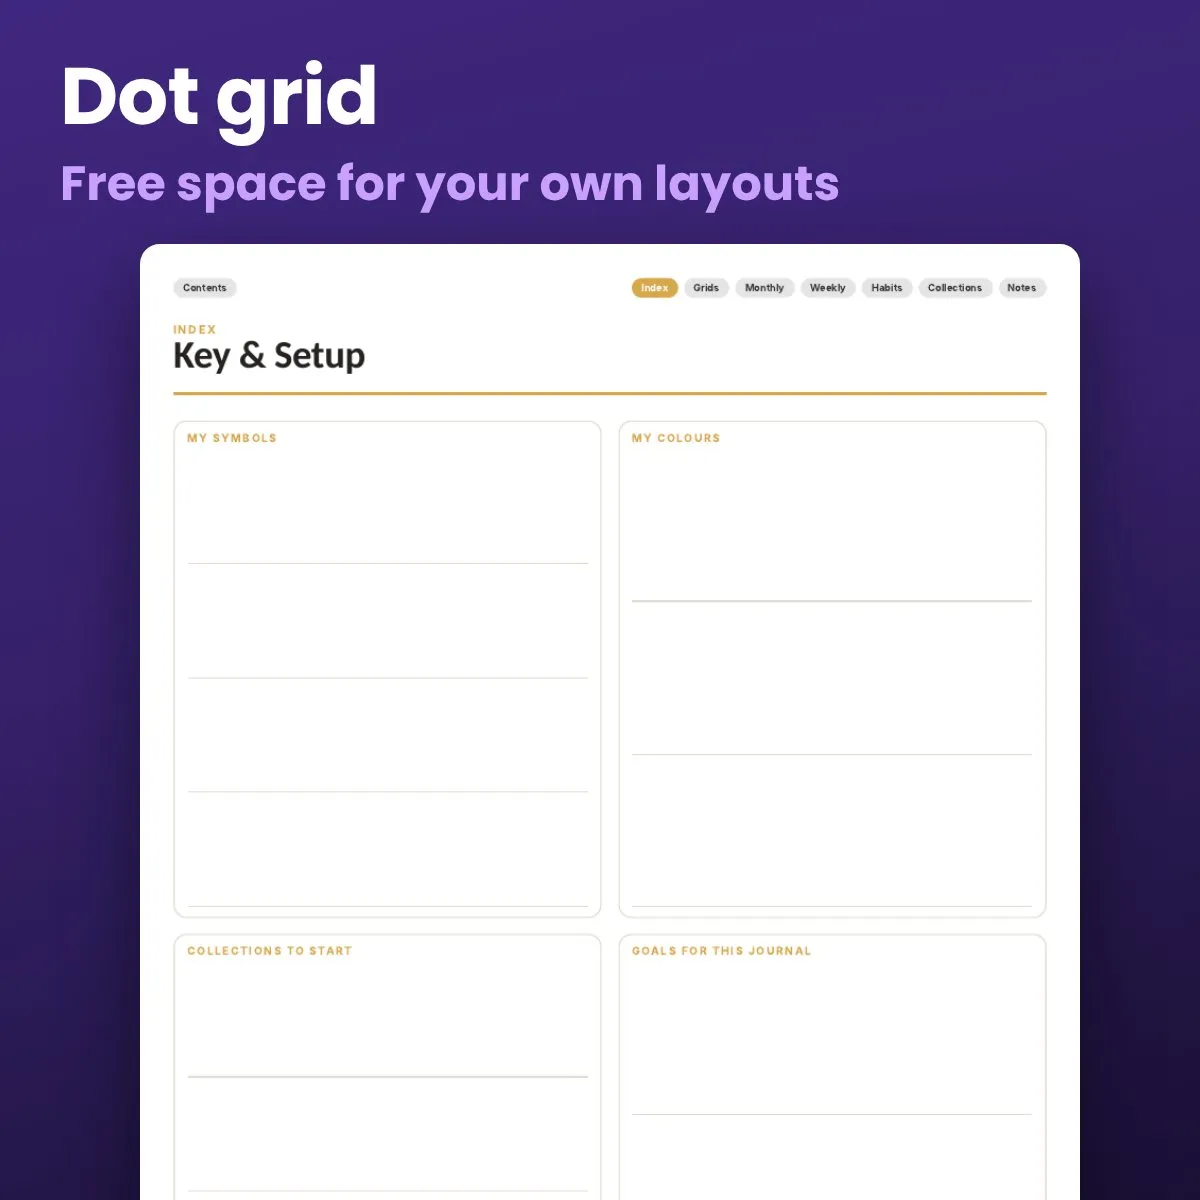 Dot grid
Free space for your own layouts
Contents
Index Grids Monthly Weekly Habits Collections Notes
INDEX
Key & Setup
MY SYMBOLS
MY COLOURS
COLLECTIONS TO START
GOALS FOR THIS JOURNAL